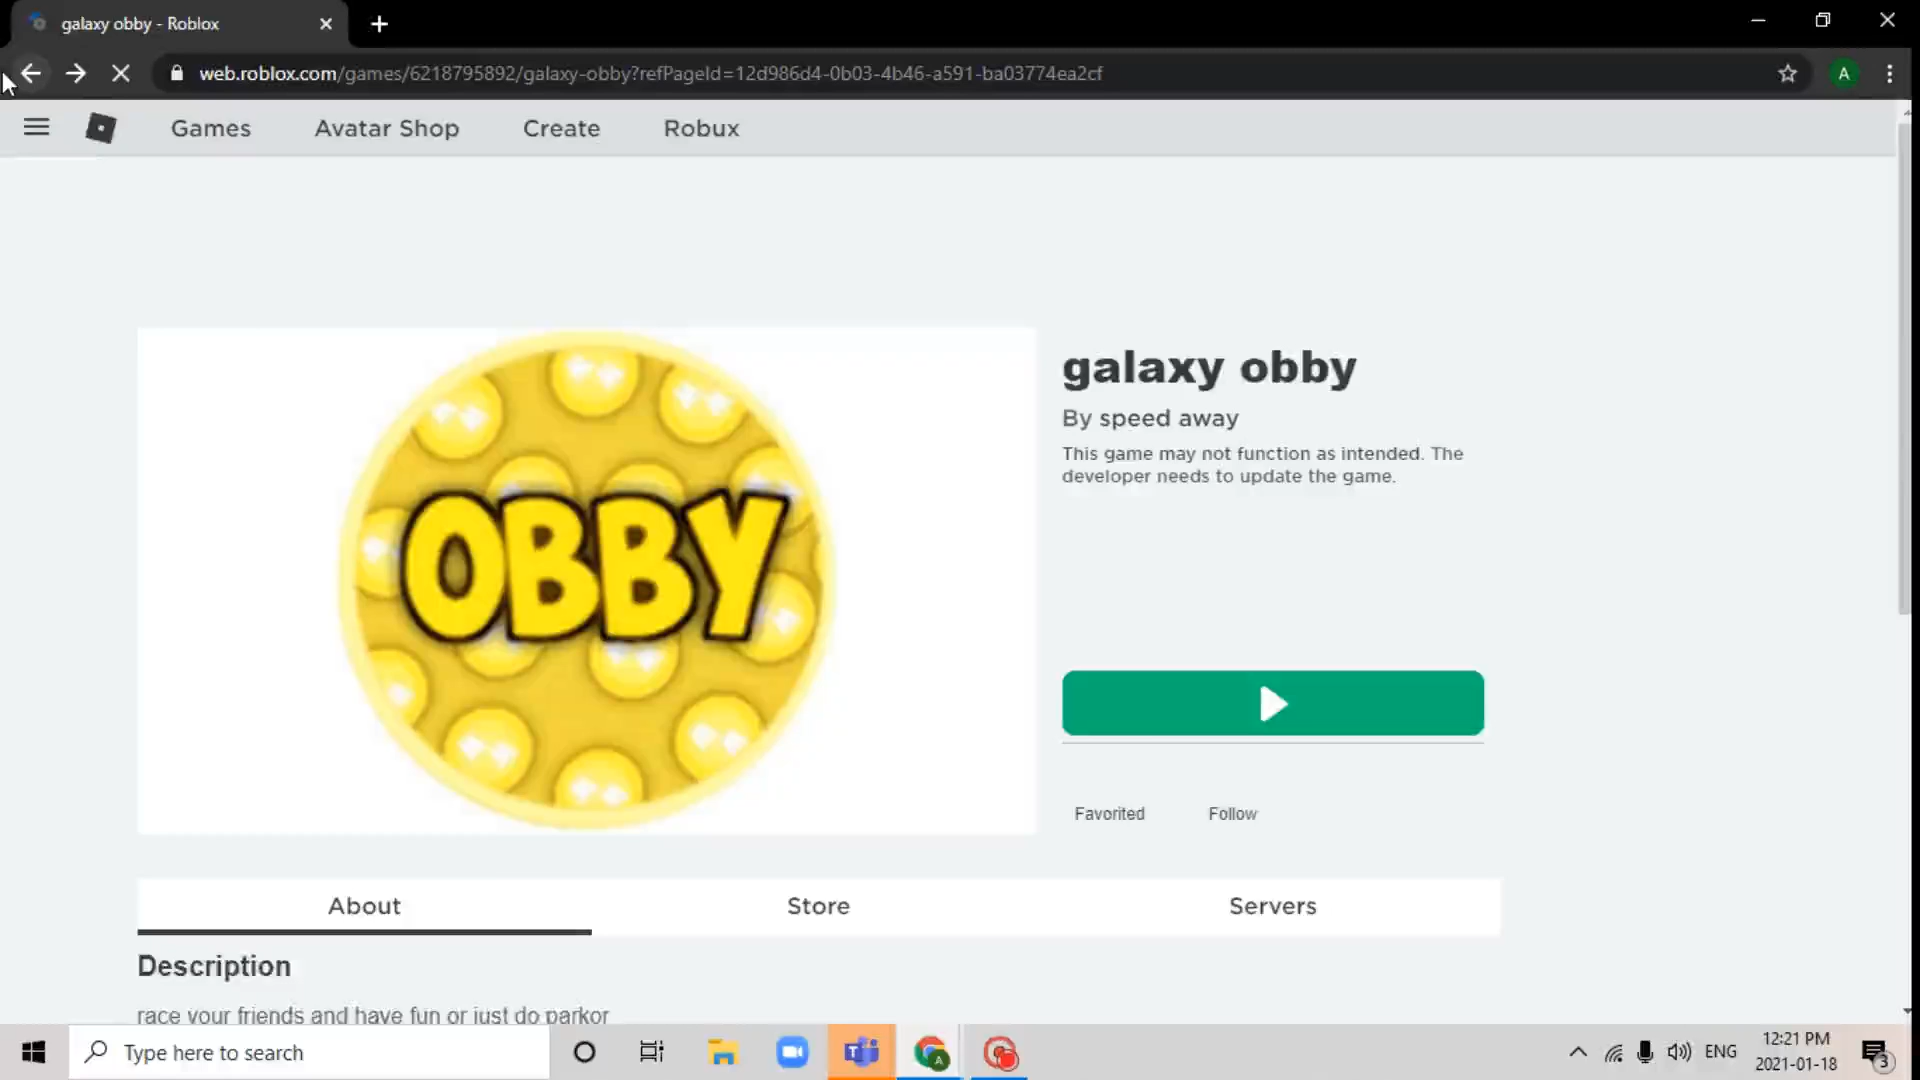 galaxy obby - Roblox
web.roblox.com/games/6218795892/galaxy-obby?refPageId=12d986d4-0b03-4b46-a591-ba03774ea2cf
A
Games
Avatar Shop
Create
Robux
OBBY
galaxy obby
By speed away
This game may not function as intended. The
developer needs to update the game.
Favorited
Follow
About
Store
Servers
Description
race your friends and have fun or just do parkor
Type here to search
T
A
ENG
12:21 PM
2021-01-18
3